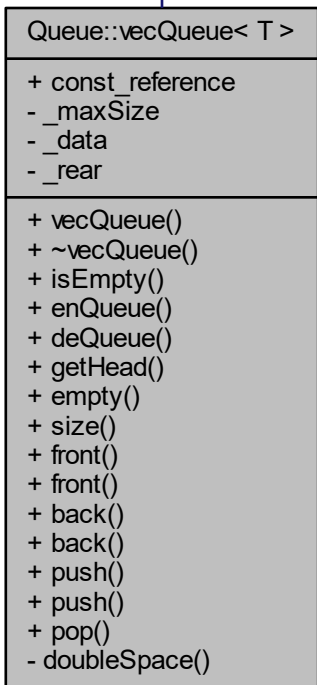 Queue::vecQueue< T >
+ const_reference
- _maxSize
- _data
- _rear
+ vecQueue()
+ ~vecQueue()
+ isEmpty()
+ enQueue()
+ deQueue()
+ getHead()
+ empty()
+ size()
+ front()
+ front()
+ back()
+ back()
+ push()
+ push()
+ pop()
- doubleSpace()